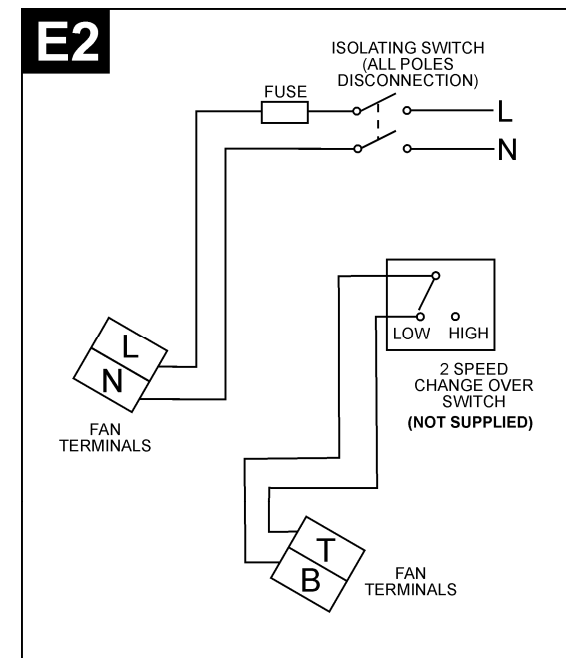 E2
ISOLATING SWITCH
(ALL POLES
DISCONNECTION)
FUSE
L
N
L
N
FAN
TERMINALS
LOW HIGH
2 SPEED
CHANGE OVER
SWITCH
(NOT SUPPLIED)
T
B
FAN
TERMINALS